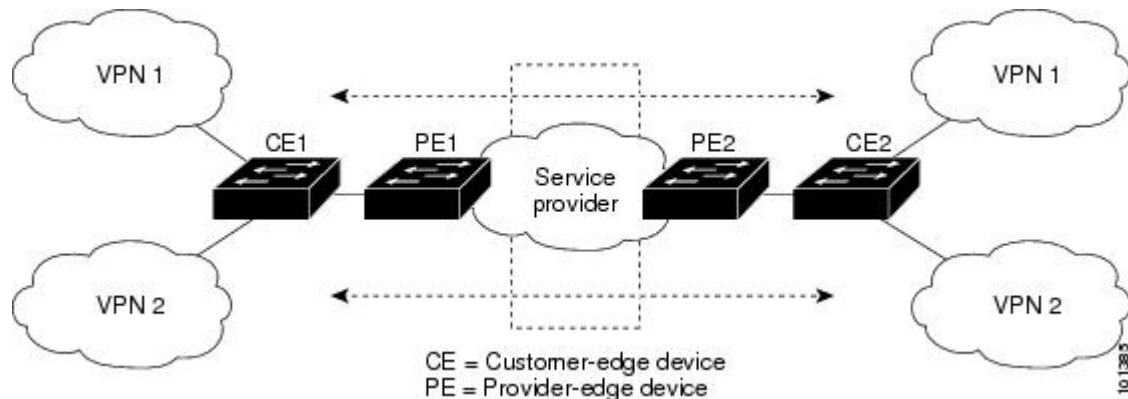 VPN 1
VPN 1
CE1
PE1
PE2
CE2
Service
provider
VPN 2
VPN 2
CE = Customer-edge device
PE = Provider-edge device
101385